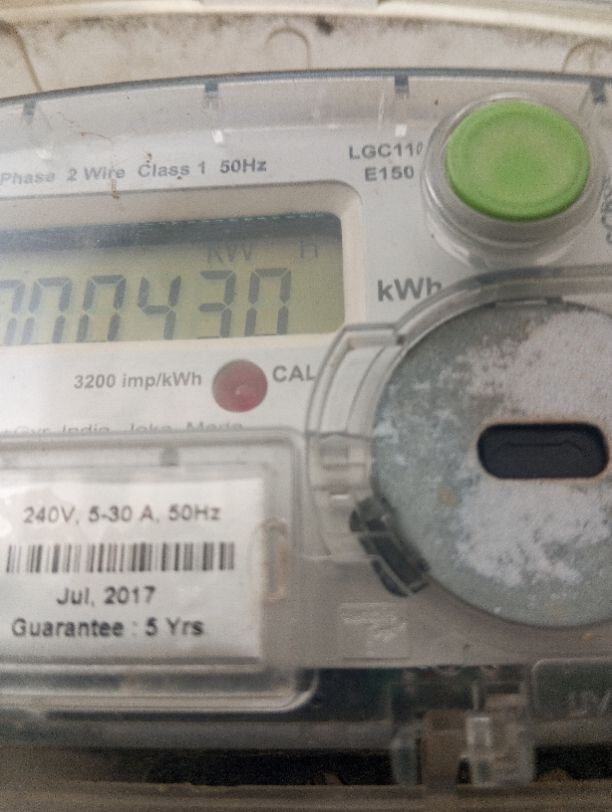 Phase 2 Wire Class 1 50Hz
LGC110
E150
kW h
000430
kWh
3200 imp/kWh
CAL
240V, 5-30 A, 50Hz
Jul, 2017
Guarantee : 5 Yrs